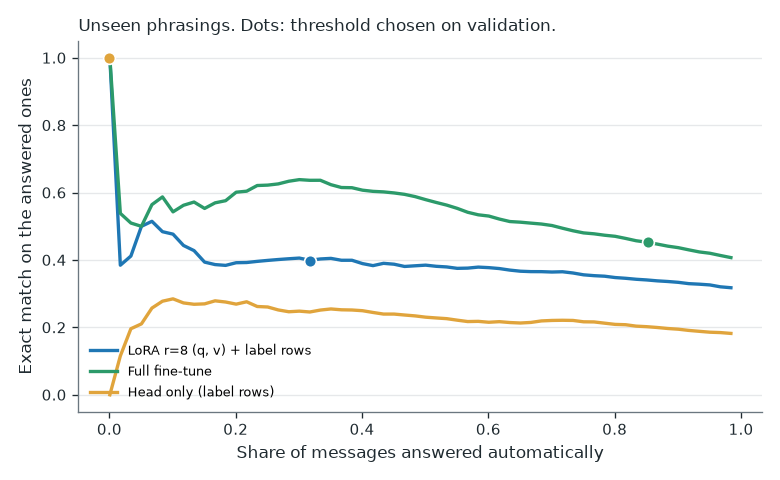 Unseen phrasings. Dots: threshold chosen on validation.
Exact match on the answered ones
1.0
0.8
0.6
0.4
0.2
0.0
LoRA r=8 (q, v) + label rows
Full fine-tune
Head only (label rows)
0.0 0.2 0.4 0.6 0.8 1.0
Share of messages answered automatically